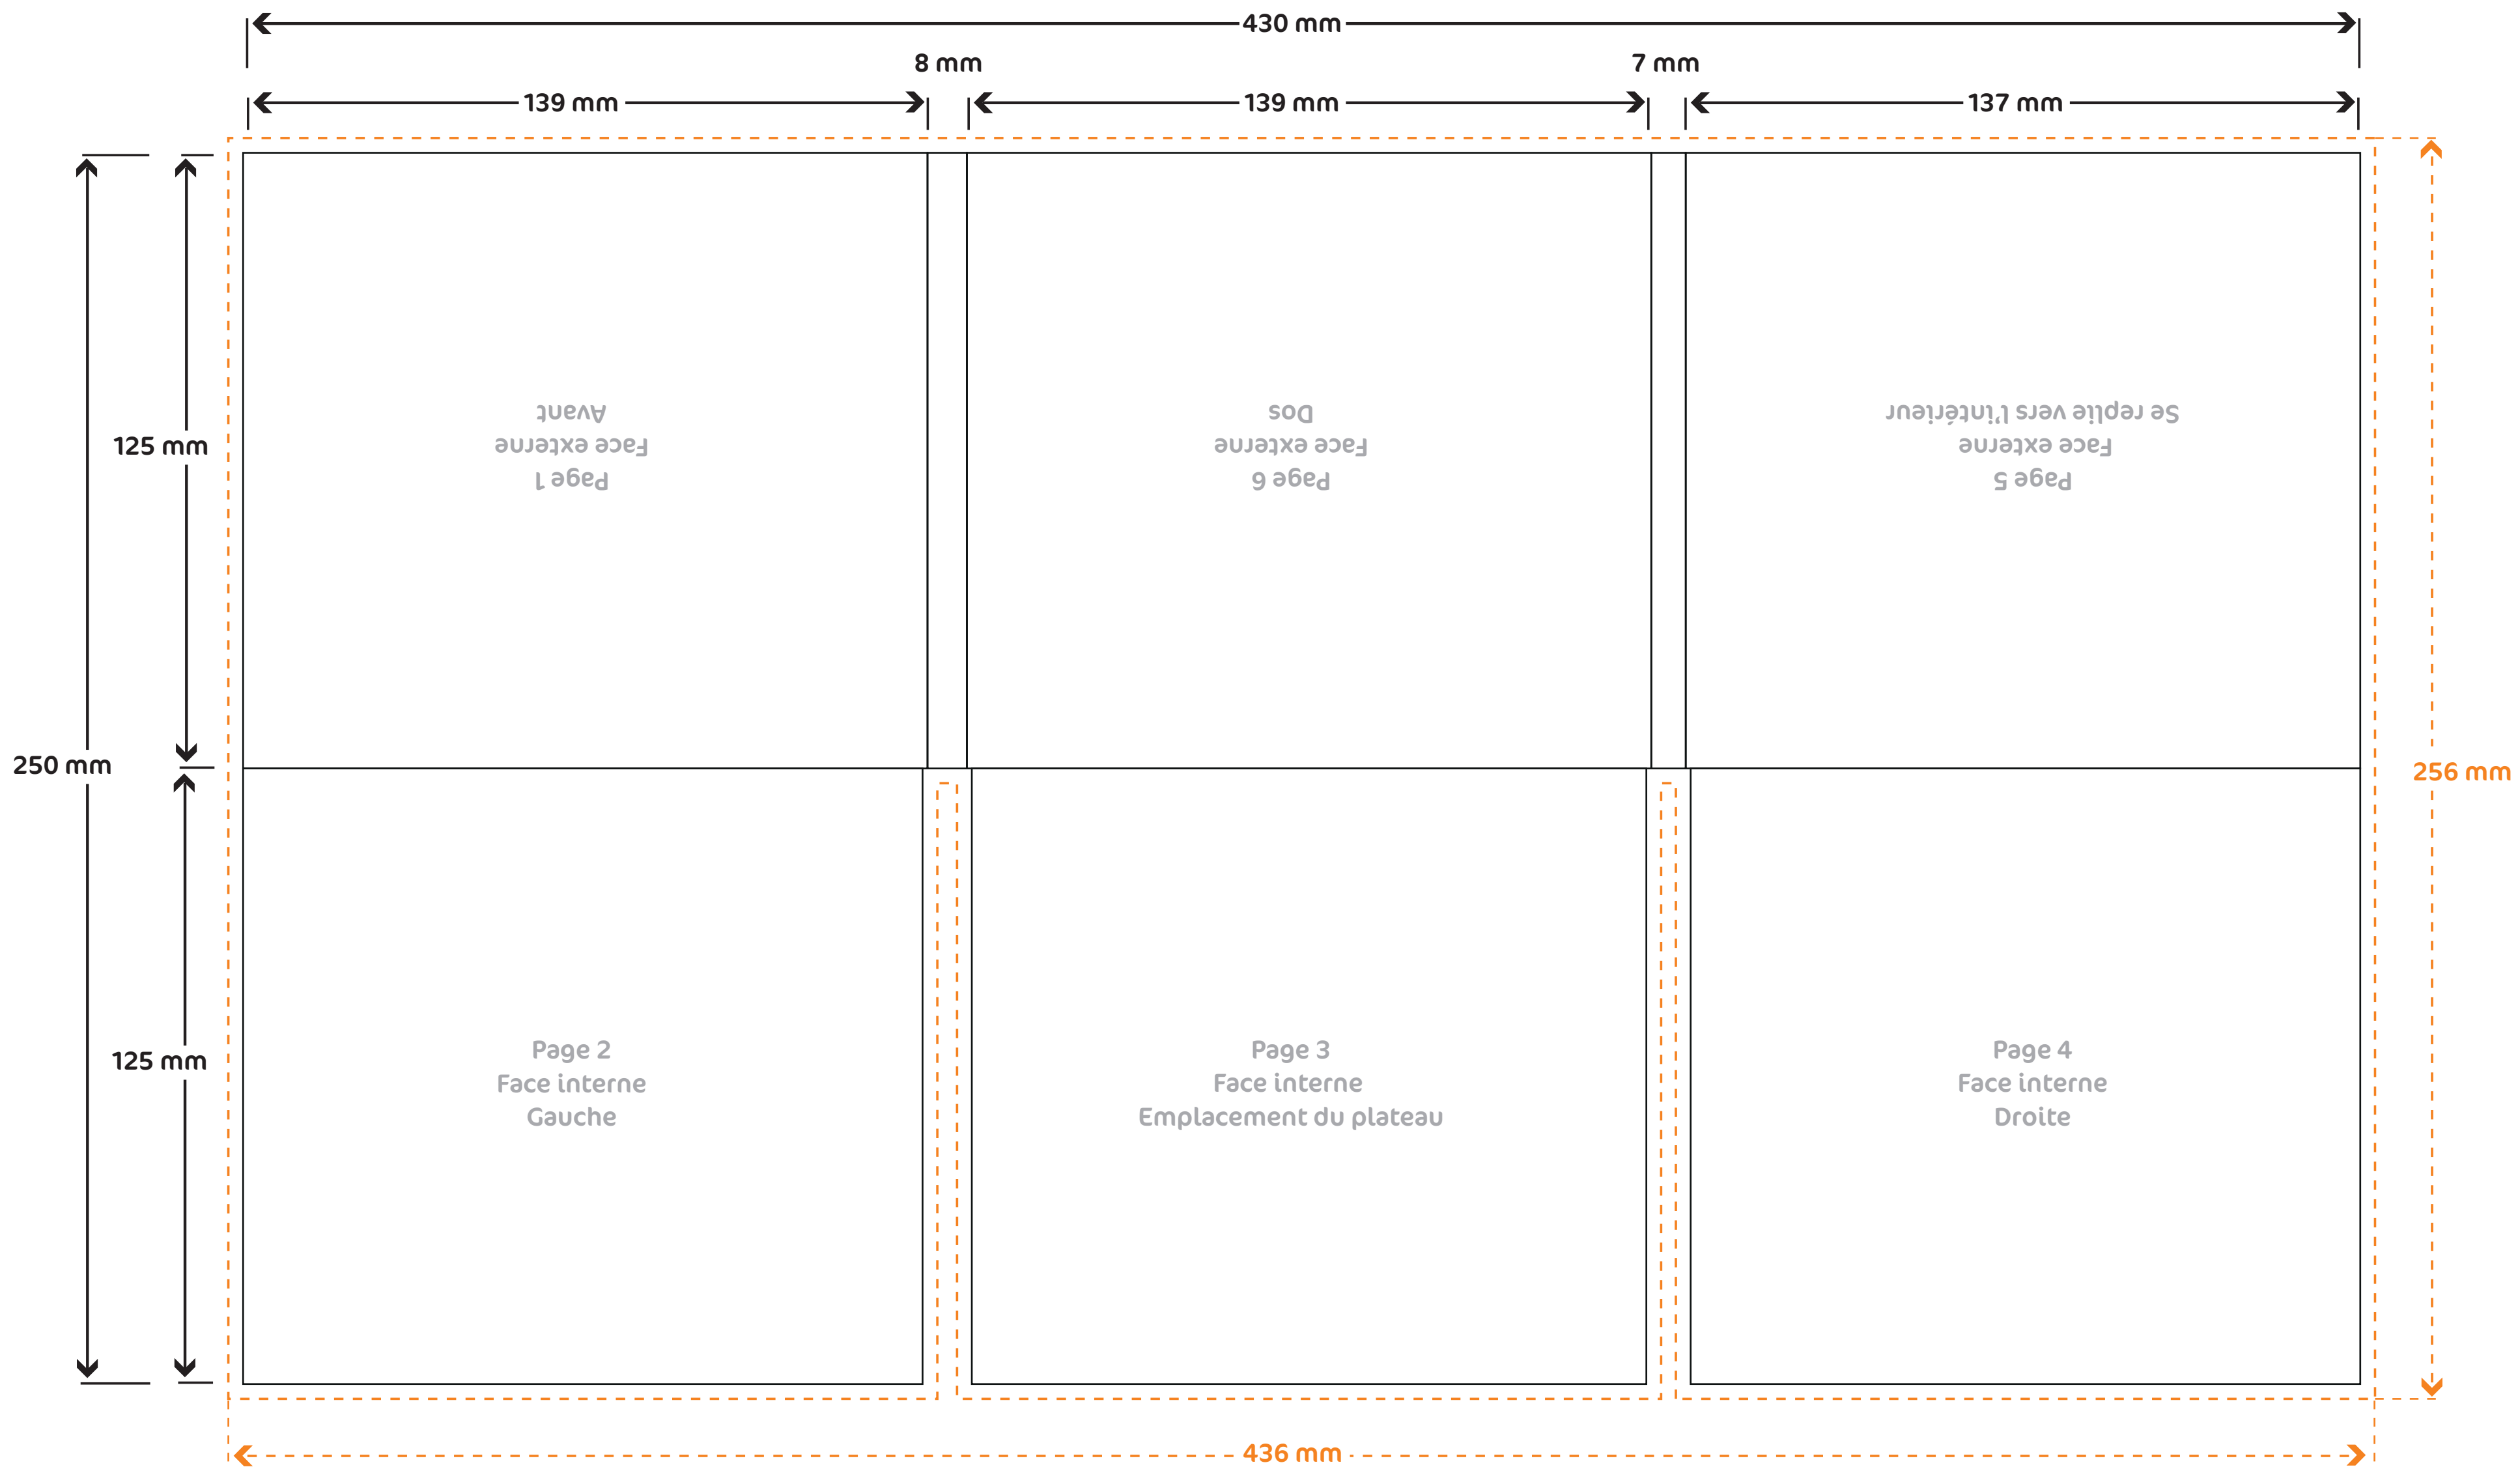 430 mm
8 mm
7 mm
139 mm
139 mm
137 mm
Page 1
Face externe
Avant
Page 6
Face externe
Dos
Page 5
Face externe
Se replie vers l'intérieur
125 mm
250 mm
256 mm
125 mm
Page 2
Face interne
Gauche
Page 3
Face interne
Emplacement du plateau
Page 4
Face interne
Droite
436 mm